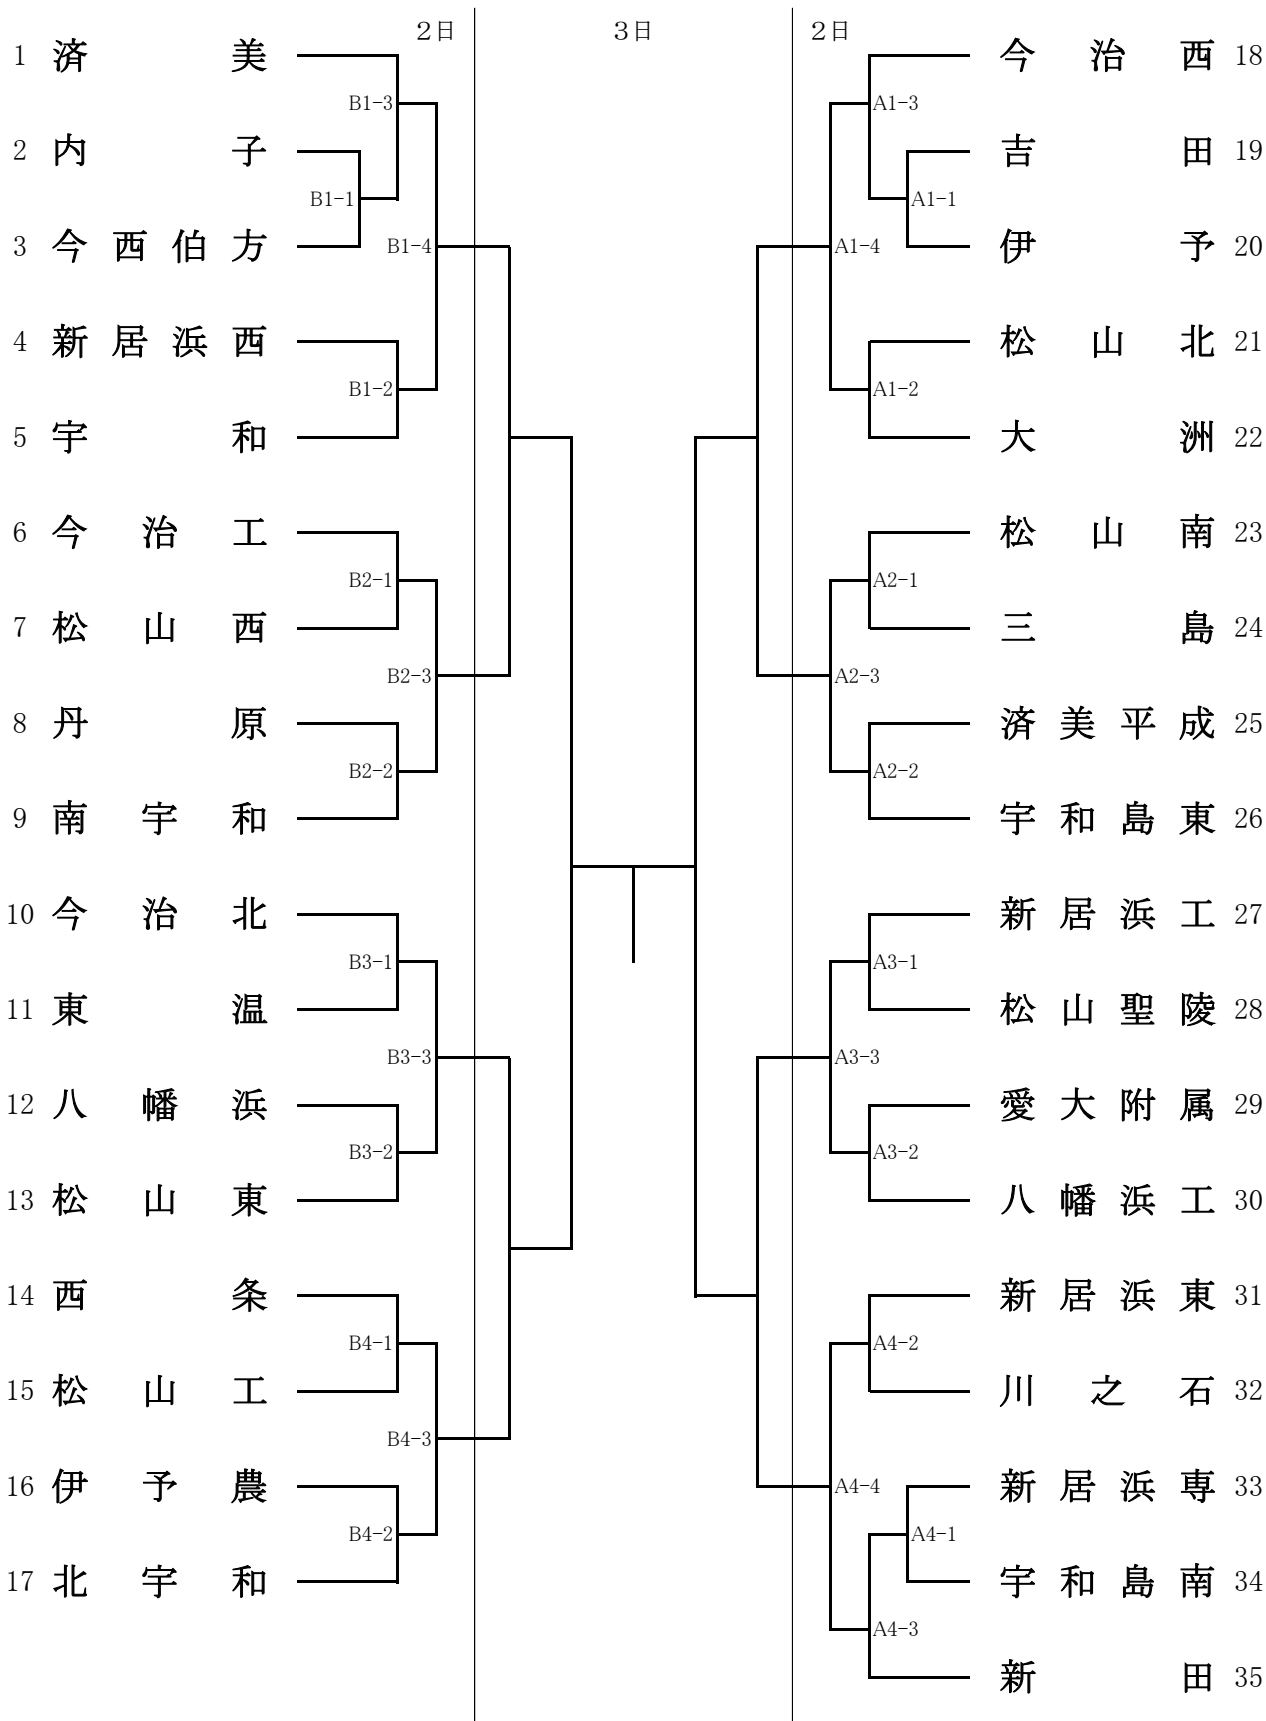 2日 3日 2日
1 済美
B1-3
2 内子
B1-1
3 今西伯方
B1-4
4 新居浜西
B1-2
5 宇和
6 今治工
B2-1
7 松山西
B2-3
8 丹原
B2-2
9 南宇和
10 今治北
B3-1
11 東温
B3-3
12 八幡浜
B3-2
13 松山東
14 西条
B4-1
15 松山工
B4-3
16 伊予農
B4-2
17 北宇和
今治西 18
A1-3
吉田 19
A1-1
伊予 20
A1-4
松山北 21
A1-2
大洲 22
松山南 23
A2-1
三島 24
A2-3
済美平成 25
A2-2
宇和島東 26
新居浜工 27
A3-1
松山聖陵 28
A3-3
愛大附属 29
A3-2
八幡浜工 30
新居浜東 31
A4-2
川之石 32
A4-4
新居浜専 33
A4-1
宇和島南 34
A4-3
新田 35